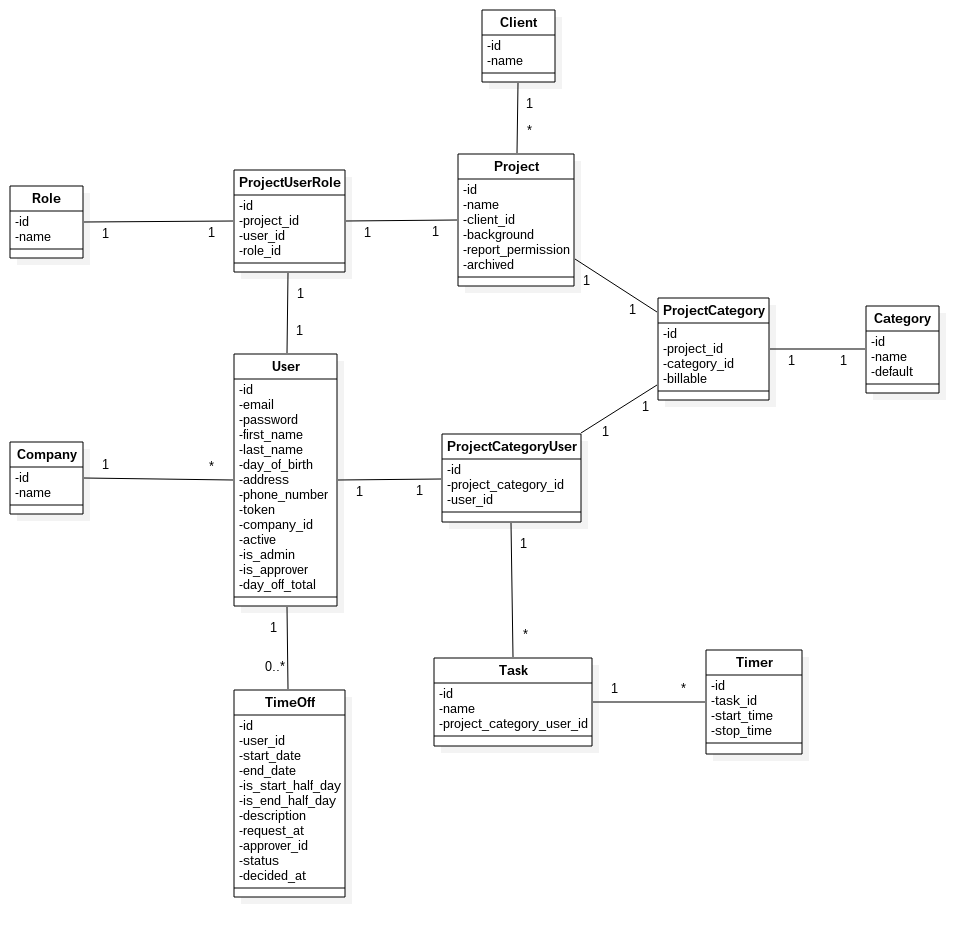 Client
-id
-name
1
*
Project
-id
-name
-client_id
-background
-report_permission
-archived
ProjectUserRole
-id
-project_id
-user_id
-role_id
Role
-id
-name
1
1
1
1
1
1
ProjectCategory
-id
-project_id
-category_id
-billable
Category
-id
-name
-default
1
1
1
1
User
-id
-email
-password
-first_name
-last_name
-day_of_birth
-address
-phone_number
-token
-company_id
-active
-is_admin
-is_approver
-day_off_total
Company
-id
-name
1
*
ProjectCategoryUser
-id
-project_category_id
-user_id
1
1
1
1
1
*
1
0..*
Task
-id
-name
-project_category_user_id
1
*
Timer
-id
-task_id
-start_time
-stop_time
TimeOff
-id
-user_id
-start_date
-end_date
-is_start_half_day
-is_end_half_day
-description
-request_at
-approver_id
-status
-decided_at